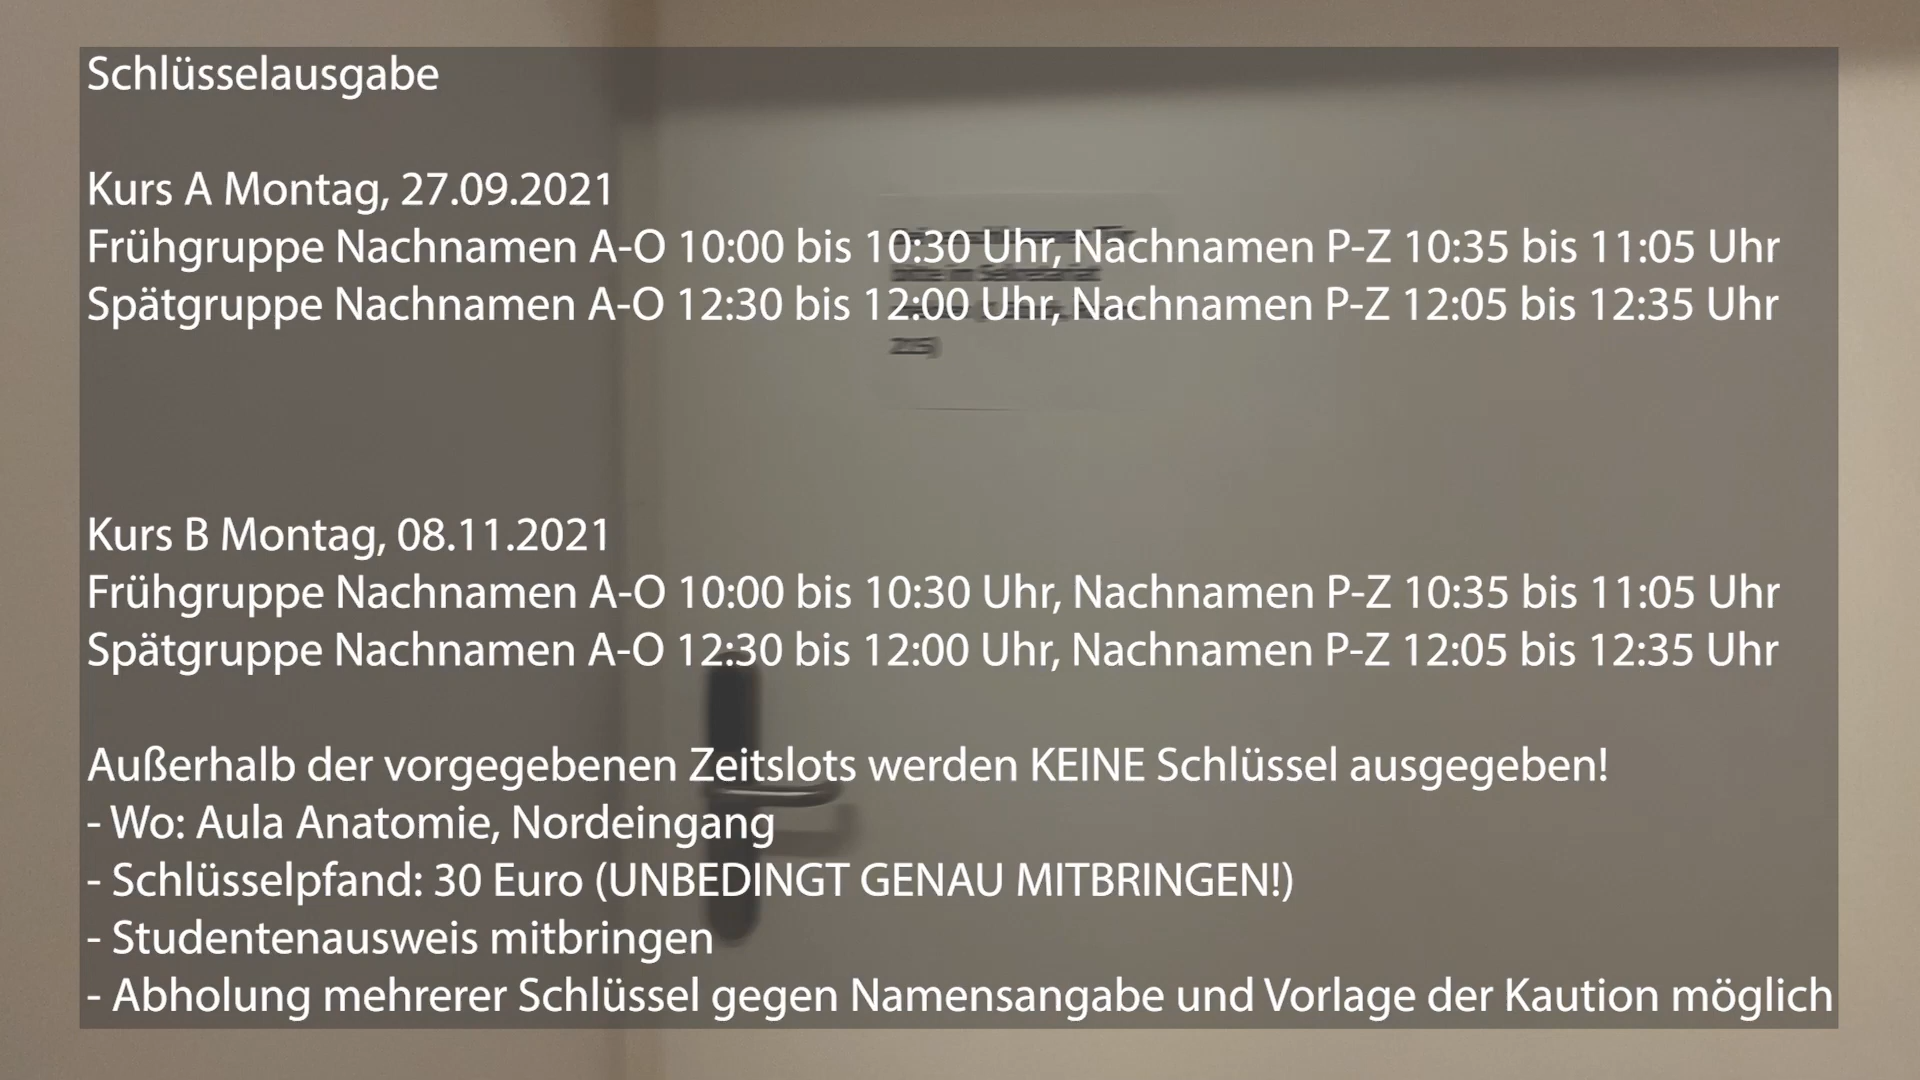 Schlüsselausgabe
Kurs A Montag, 27.09.2021
Frühgruppe Nachnamen A-O 10:00 bis 10:30 Uhr, Nachnamen P-Z 10:35 bis 11:05 Uhr
Spätgruppe Nachnamen A-O 12:30 bis 12:00 Uhr, Nachnamen P-Z 12:05 bis 12:35 Uhr
Kurs B Montag, 08.11.2021
Frühgruppe Nachnamen A-O 10:00 bis 10:30 Uhr, Nachnamen P-Z 10:35 bis 11:05 Uhr
Spätgruppe Nachnamen A-O 12:30 bis 12:00 Uhr, Nachnamen P-Z 12:05 bis 12:35 Uhr
Außerhalb der vorgegebenen Zeitslots werden KEINE Schlüssel ausgegeben!
- Wo: Aula Anatomie, Nordeingang
- Schlüsselpfand: 30 Euro (UNBEDINGT GENAU MITBRINGEN!)
- Studentenausweis mitbringen
- Abholung mehrerer Schlüssel gegen Namensangabe und Vorlage der Kaution möglich